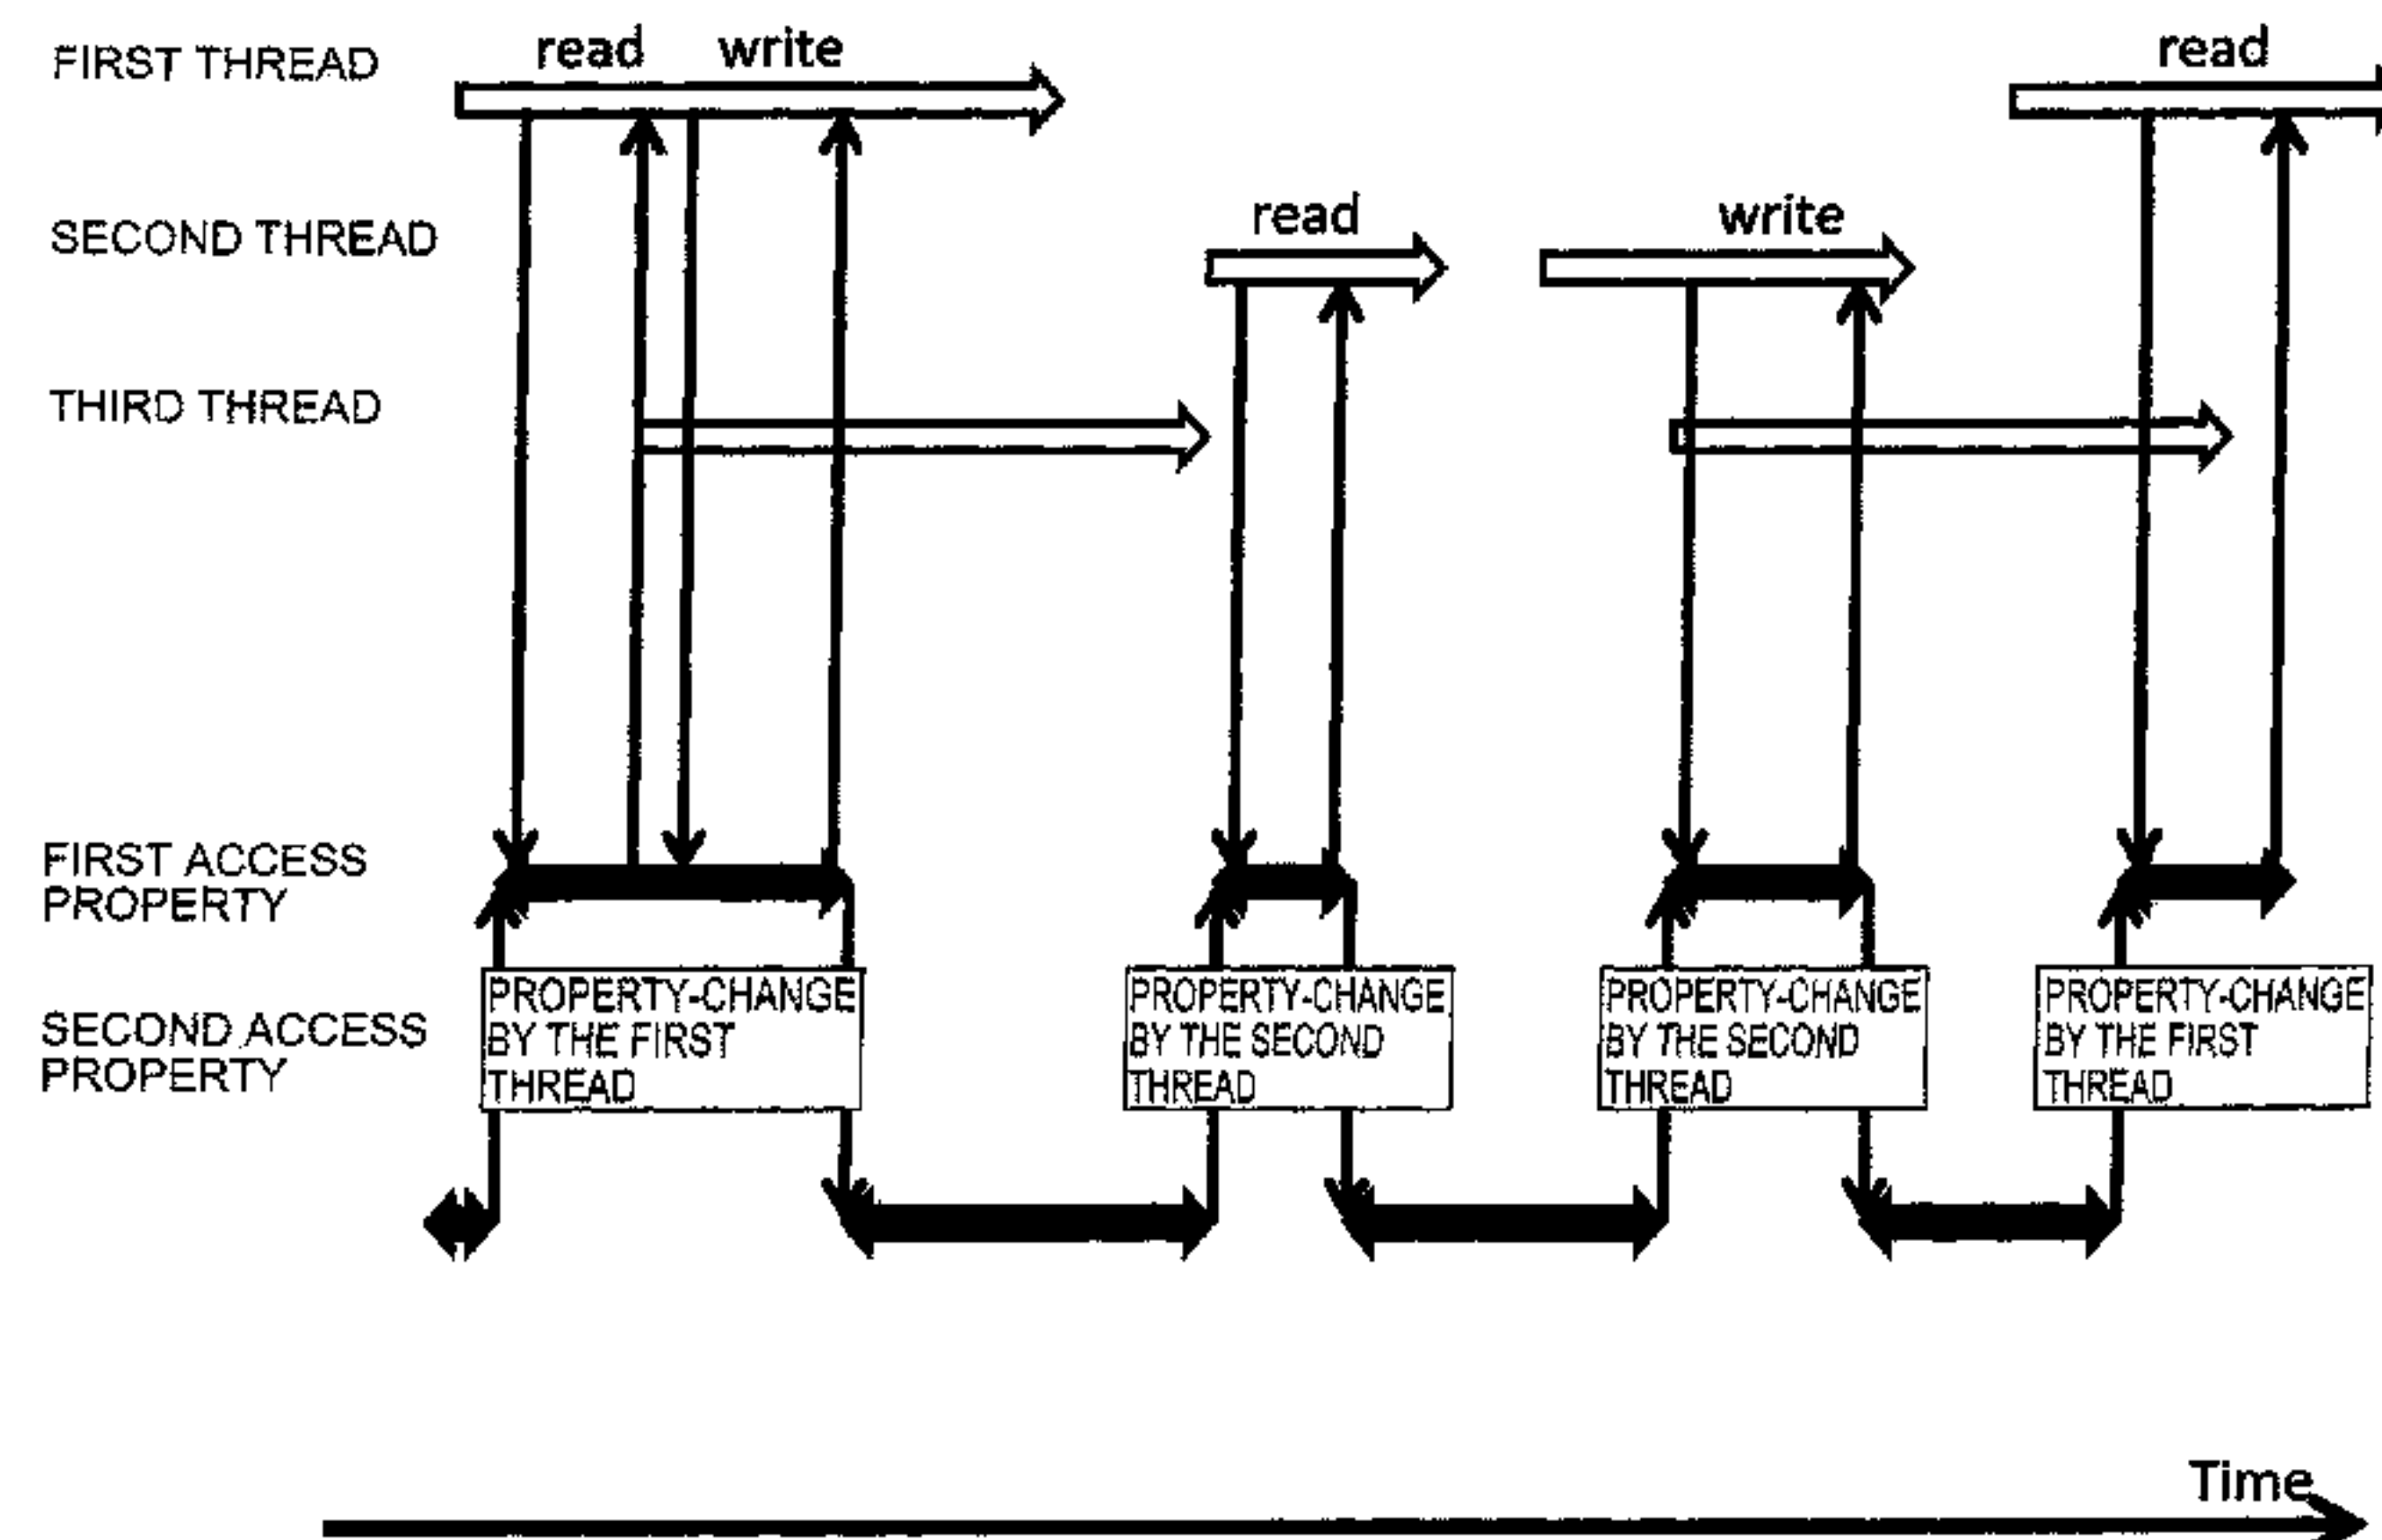 FIRST THREAD
read
write
read
SECOND THREAD
read
write
THIRD THREAD
FIRST ACCESS
PROPERTY
SECOND ACCESS
PROPERTY
PROPERTY-CHANGE
BY THE FIRST
THREAD
PROPERTY-CHANGE
BY THE SECOND
THREAD
PROPERTY-CHANGE
BY THE SECOND
THREAD
PROPERTY-CHANGE
BY THE FIRST
THREAD
Time